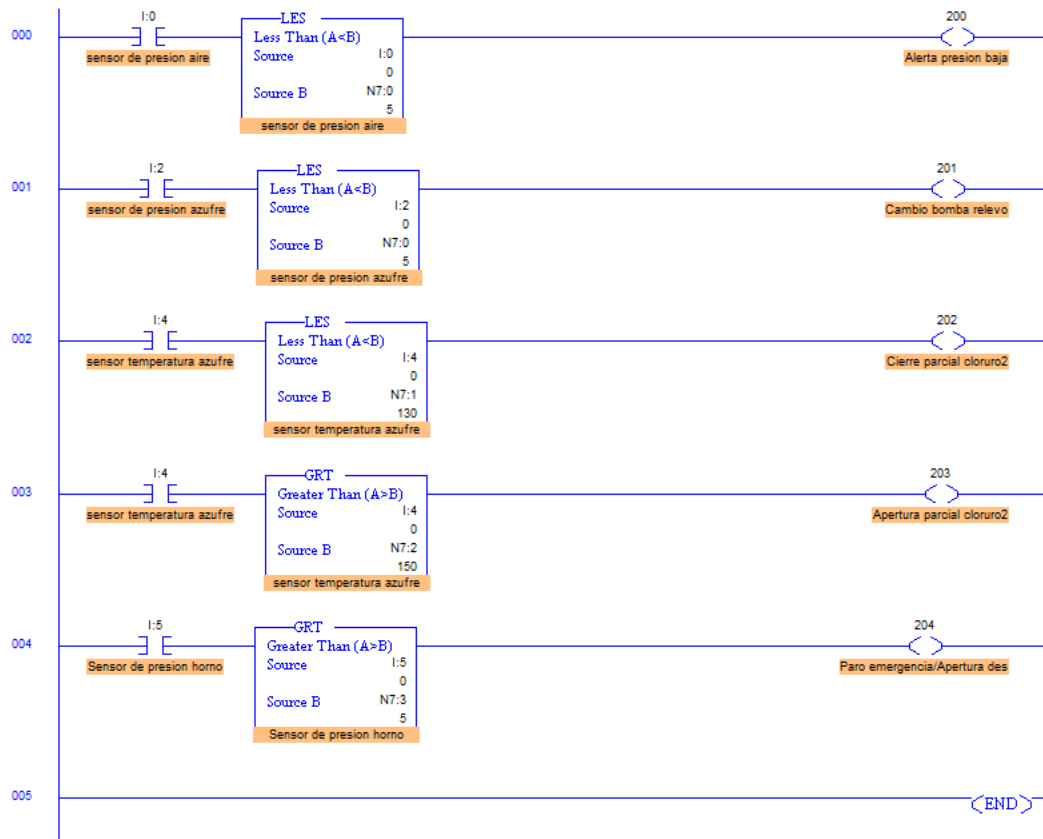 I:0
LES
200
000
Less Than (A<B)
sensor de presion aire
Source I:0
Alerta presion baja
0
Source B N7:0
5
sensor de presion aire
I:2
LES
201
001
Less Than (A<B)
sensor de presion azufre
Source I:2
Cambio bomba relevo
0
Source B N7:0
5
sensor de presion azufre
I:4
LES
202
002
Less Than (A<B)
sensor temperatura azufre
Source I:4
Cierre parcial cloruro2
0
Source B N7:1
130
sensor temperatura azufre
I:4
GRT
203
003
Greater Than (A>B)
sensor temperatura azufre
Source I:4
Apertura parcial cloruro2
0
Source B N7:2
150
sensor temperatura azufre
I:5
GRT
204
004
Greater Than (A>B)
Sensor de presion horno
Source I:5
Paro emergencia/Apertura des
0
Source B N7:3
5
Sensor de presion horno
005
END